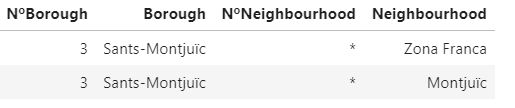 NºBorough Borough NºNeighbourhood Neighbourhood
3 Sants-Montjuïc * Zona Franca
3 Sants-Montjuïc * Montjuïc